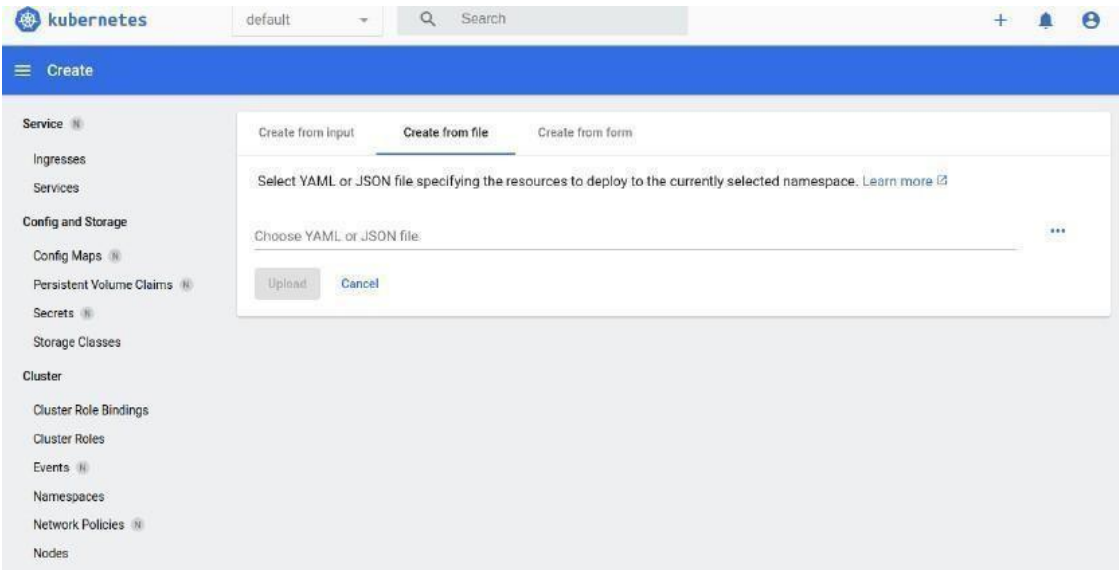 kubernetes
default
Search
Create
Service N
Ingresses
Services
Config and Storage
Config Maps N
Persistent Volume Claims N
Secrets N
Storage Classes
Cluster
Cluster Role Bindings
Cluster Roles
Events N
Namespaces
Network Policies N
Nodes
Create from input
Create from file
Create from form
Select YAML or JSON file specifying the resources to deploy to the currently selected namespace. Learn more
Choose YAML or JSON file
Upload
Cancel